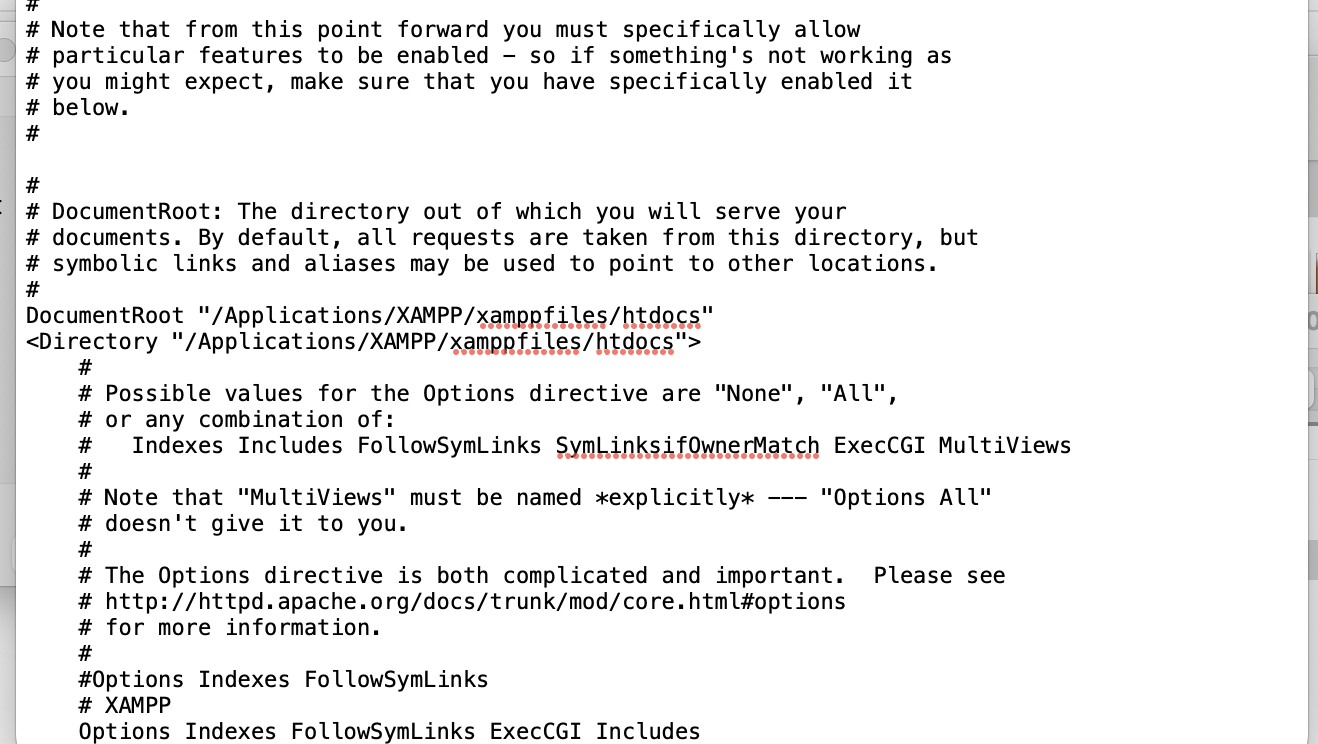 #
# Note that from this point forward you must specifically allow
# particular features to be enabled – so if something's not working as
# you might expect, make sure that you have specifically enabled it
# below.
#

#
# DocumentRoot: The directory out of which you will serve your
# documents. By default, all requests are taken from this directory, but
# symbolic links and aliases may be used to point to other locations.
#
DocumentRoot "/Applications/XAMPP/xamppfiles/htdocs"
<Directory "/Applications/XAMPP/xamppfiles/htdocs">
    #
    # Possible values for the Options directive are "None", "All",
    # or any combination of:
    #   Indexes Includes FollowSymLinks SymLinksifOwnerMatch ExecCGI MultiViews
    #
    # Note that "MultiViews" must be named *explicitly* –-- "Options All"
    # doesn't give it to you.
    #
    # The Options directive is both complicated and important.  Please see
    # http://httpd.apache.org/docs/trunk/mod/core.html#options
    # for more information.
    #
    #Options Indexes FollowSymLinks
    # XAMPP
    Options Indexes FollowSymLinks ExecCGI Includes